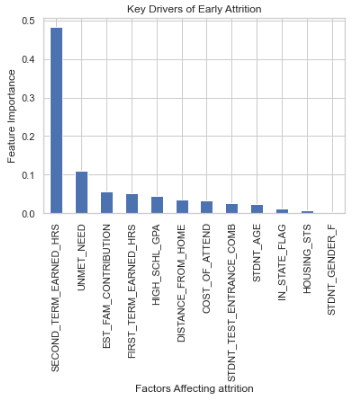 Key Drivers of Early Attrition
Feature Importance
0.5
0.4
0.3
0.2
0.1
0.0
SECOND_TERM_EARNED_HRS
UNMET_NEED
EST_FAM_CONTRIBUTION
FIRST_TERM_EARNED_HRS
HIGH_SCHL_GPA
DISTANCE_FROM_HOME
COST_OF_ATTEND
STDNT_TEST_ENTRANCE_COMB
STDNT_AGE
IN_STATE_FLAG
HOUSING_STS
STDNT_GENDER_F
Factors Affecting attrition